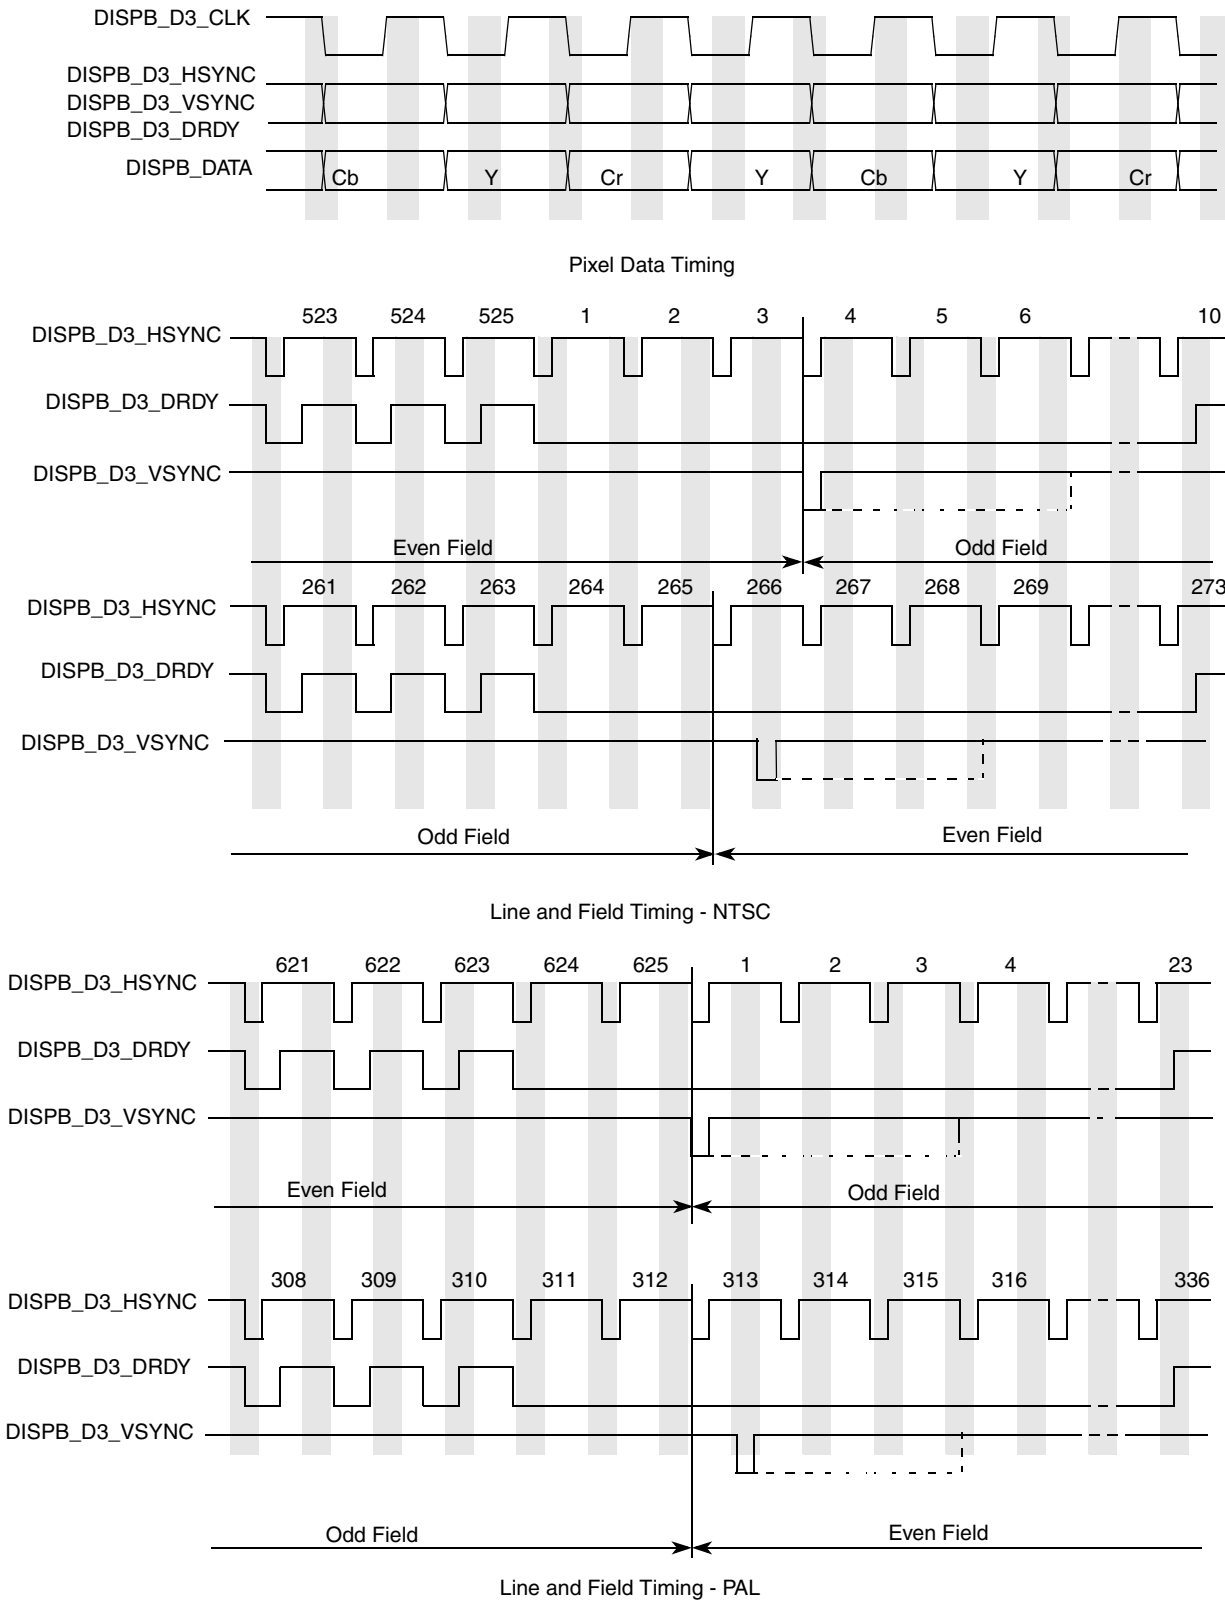 DISPB_D3_CLK
DISPB_D3_HSYNC
DISPB_D3_VSYNC
DISPB_D3_DRDY
DISPB_DATA Cb Y Cr Y Cb Y Cr
Pixel Data Timing
523 524 525 1 2 3 4 5 6 10
DISPB_D3_HSYNC
DISPB_D3_DRDY
DISPB_D3_VSYNC
Even Field Odd Field
261 262 263 264 265 266 267 268 269 273
DISPB_D3_HSYNC
DISPB_D3_DRDY
DISPB_D3_VSYNC
Odd Field Even Field
Line and Field Timing - NTSC
621 622 623 624 625 1 2 3 4 23
DISPB_D3_HSYNC
DISPB_D3_DRDY
DISPB_D3_VSYNC
Even Field Odd Field
308 309 310 311 312 313 314 315 316 336
DISPB_D3_HSYNC
DISPB_D3_DRDY
DISPB_D3_VSYNC
Odd Field Even Field
Line and Field Timing - PAL